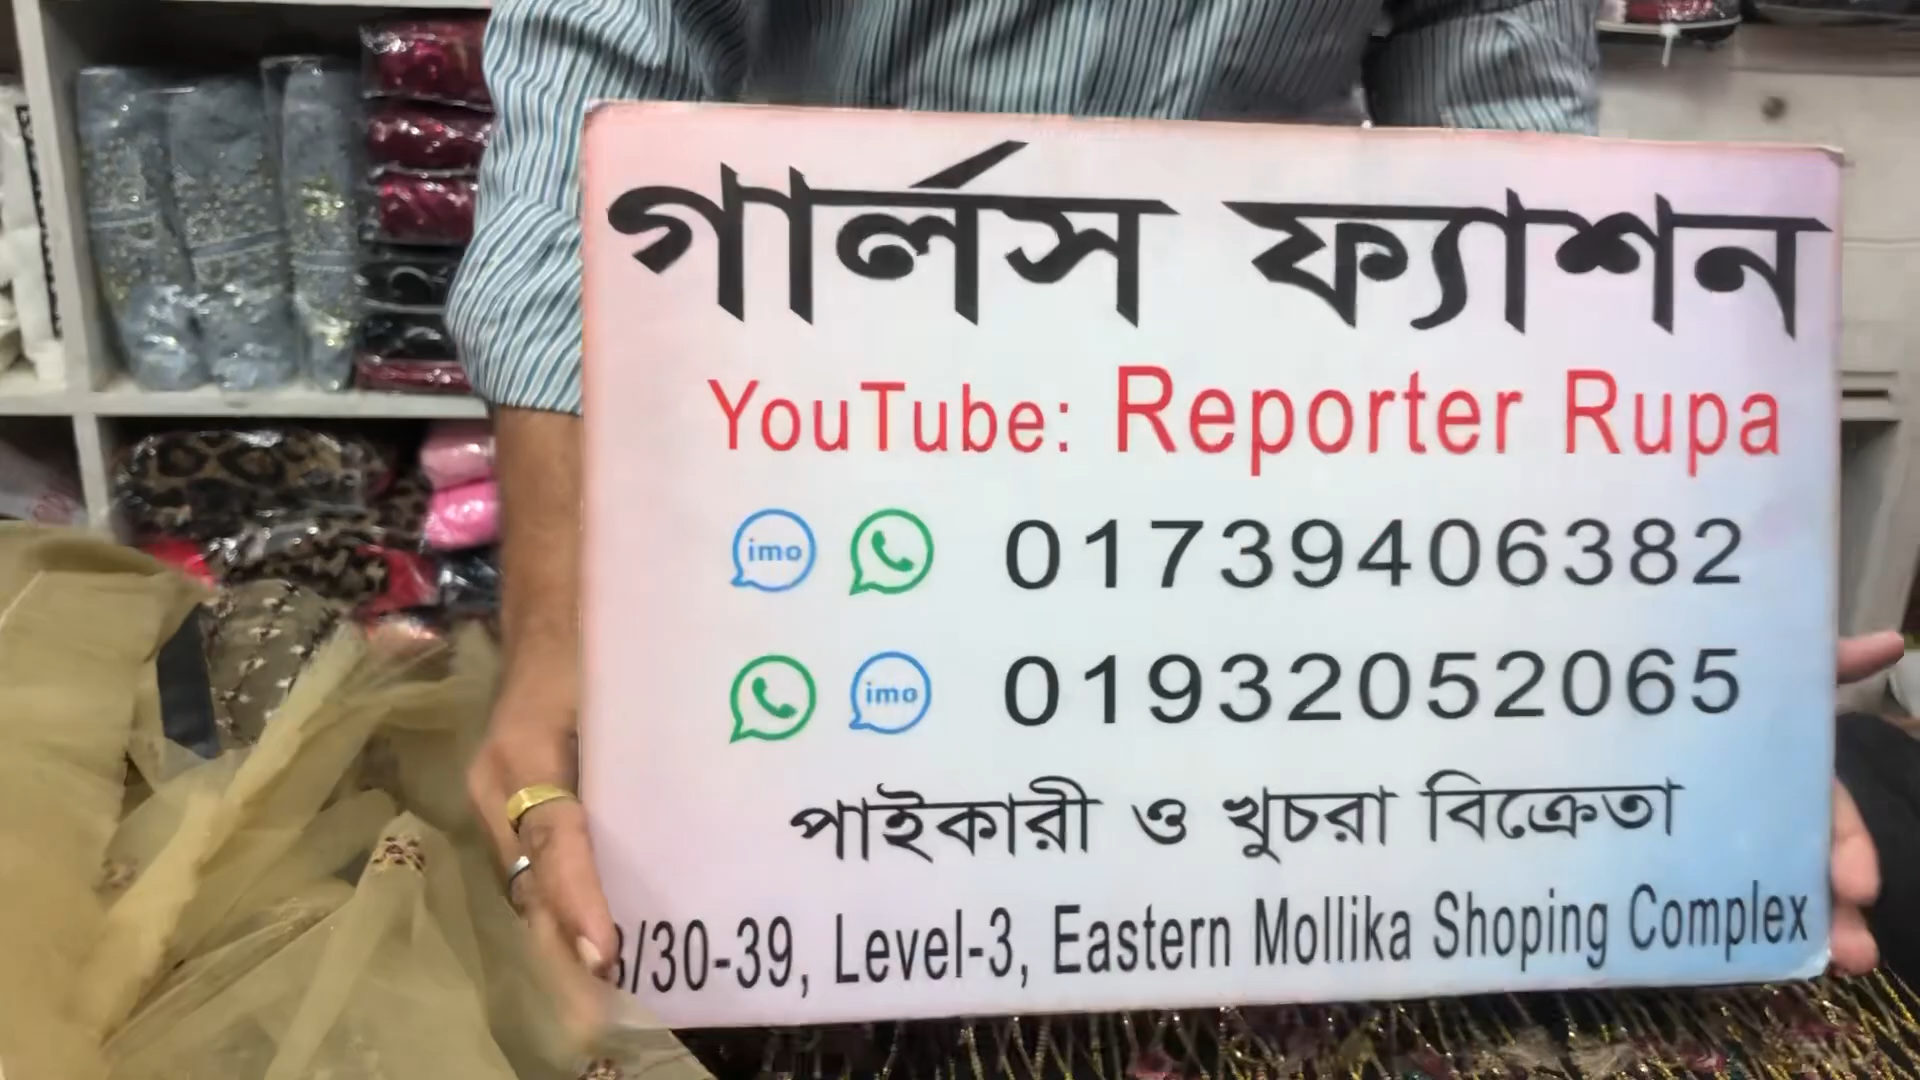 গার্লস ফ্যাশন
YouTube: Reporter Rupa
imo 01739406382
imo 01932052065
পাইকারী ও খুচরা বিক্রেতা
3/30-39, Level-3, Eastern Mollika Shoping Complex